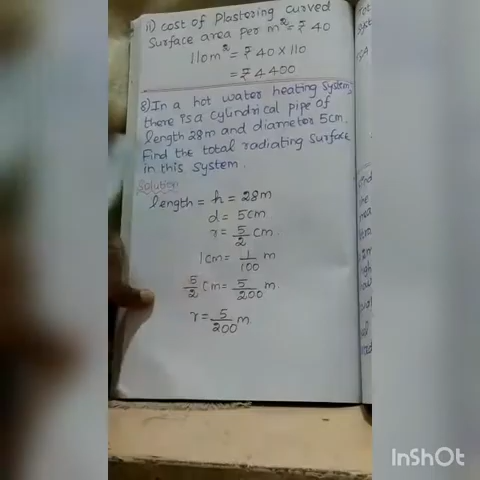 ii) Cost of Plastering Curved
Surface area per m² = ₹ 40
110m² = ₹ 40 × 110
= ₹ 4400
8) In a hot water heating system,
there is a cylindrical pipe of
length 28m and diameter 5cm.
Find the total radiating surface
in this system.
Solution
length = h = 28m
d = 5cm
r = 5/2 cm.
1cm = 1/100 m
5/2 cm = 5/200 m.
r = 5/200 m.
InShOt